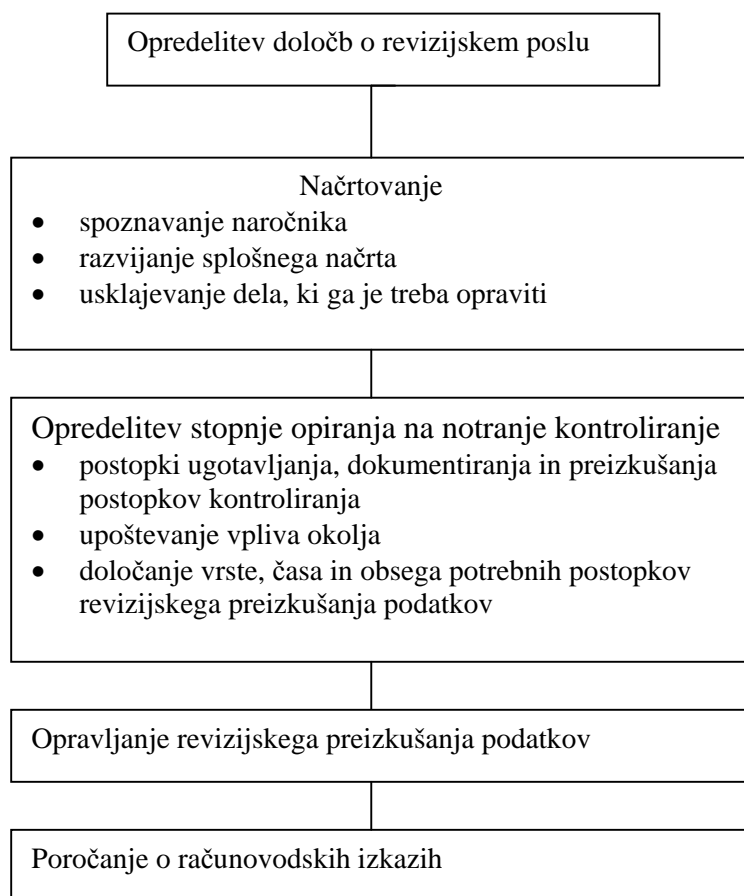 Opredelitev določb o revizijskem poslu
Načrtovanje
• spoznavanje naročnika
• razvijanje splošnega načrta
• usklajevanje dela, ki ga je treba opraviti
Opredelitev stopnje opiranja na notranje kontroliranje
• postopki ugotavljanja, dokumentiranja in preizkušanja
postopkov kontroliranja
• upoštevanje vpliva okolja
• določanje vrste, časa in obsega potrebnih postopkov
revizijskega preizkušanja podatkov
Opravljanje revizijskega preizkušanja podatkov
Poročanje o računovodskih izkazih